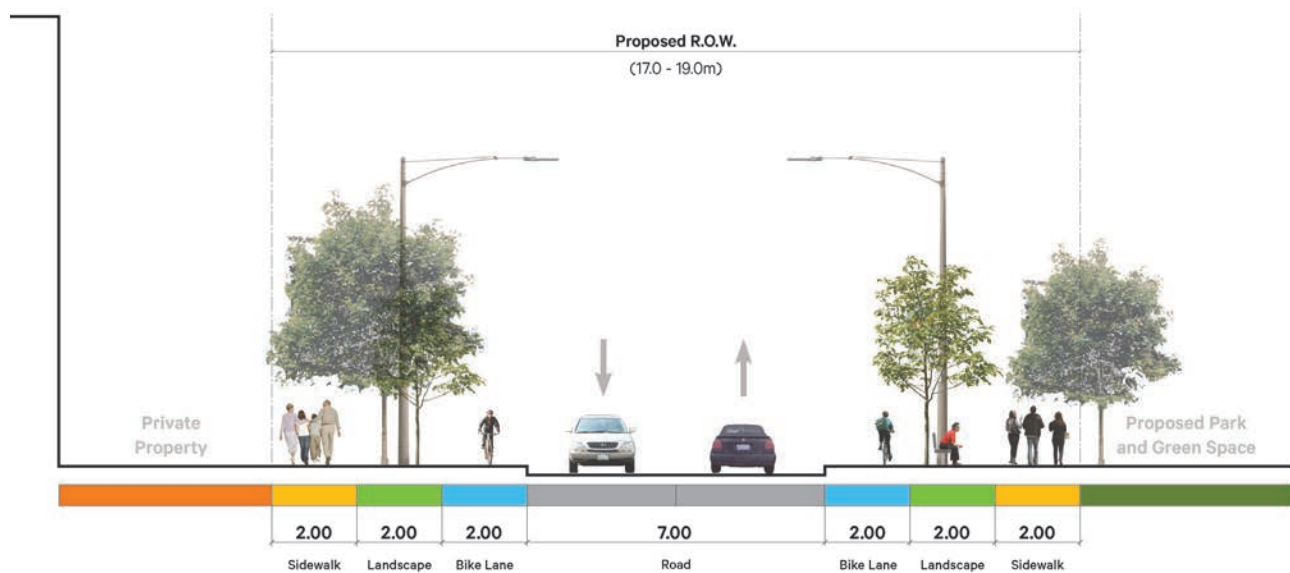 Proposed R.O.W.
(17.0 - 19.0m)
Private
Property
Proposed Park
and Green Space
2.00
2.00
2.00
7.00
2.00
2.00
2.00
Sidewalk
Landscape
Bike Lane
Road
Bike Lane
Landscape
Sidewalk